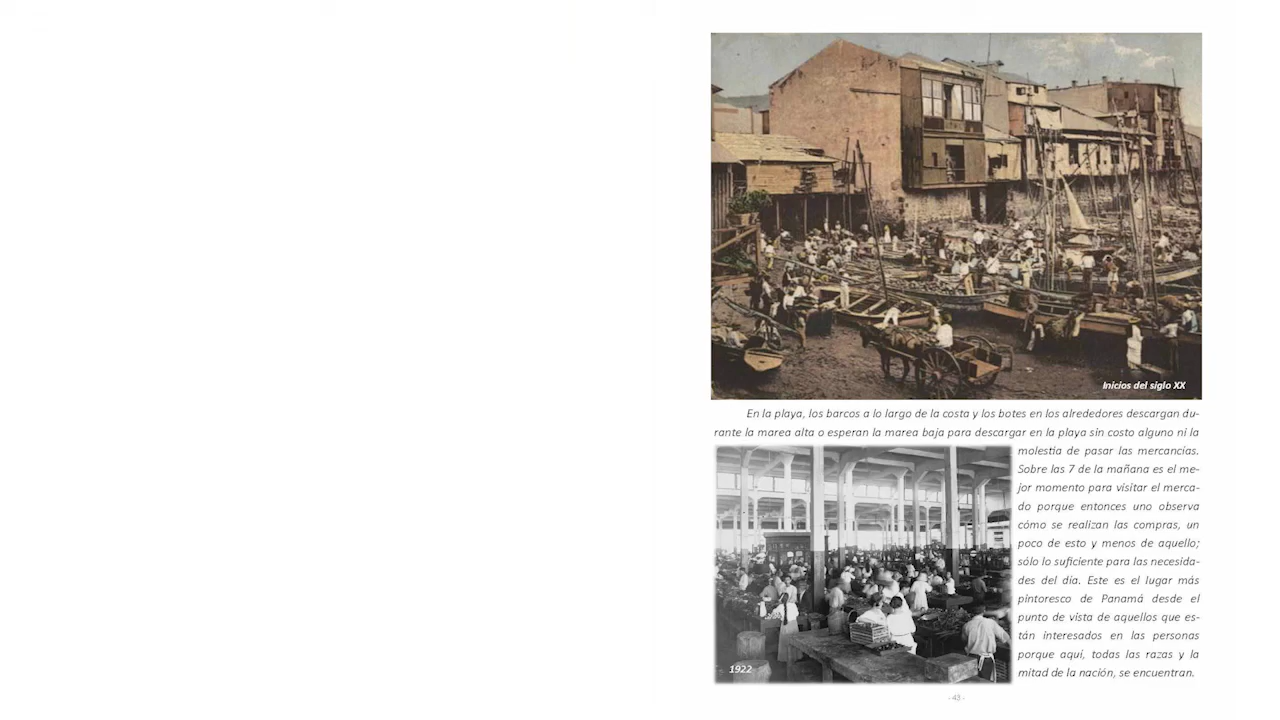 Inicios del siglo XX
En la playa, los barcos a lo largo de la costa y los botes en los alrededores descargan du-
rante la marea alta o esperan la marea baja para descargar en la playa sin costo alguno ni la
molestia de pasar las mercancías.
Sobre las 7 de la mañana es el me-
jor momento para visitar el merca-
do porque entonces uno observa
cómo se realizan las compras, un
poco de esto y menos de aquello;
sólo lo suficiente para las necesida-
des del día. Este es el lugar más
pintoresco de Panamá desde el
punto de vista de aquellos que es-
tán interesados en las personas
porque aquí, todas las razas y la
mitad de la nación, se encuentran.
1922
- 43 -